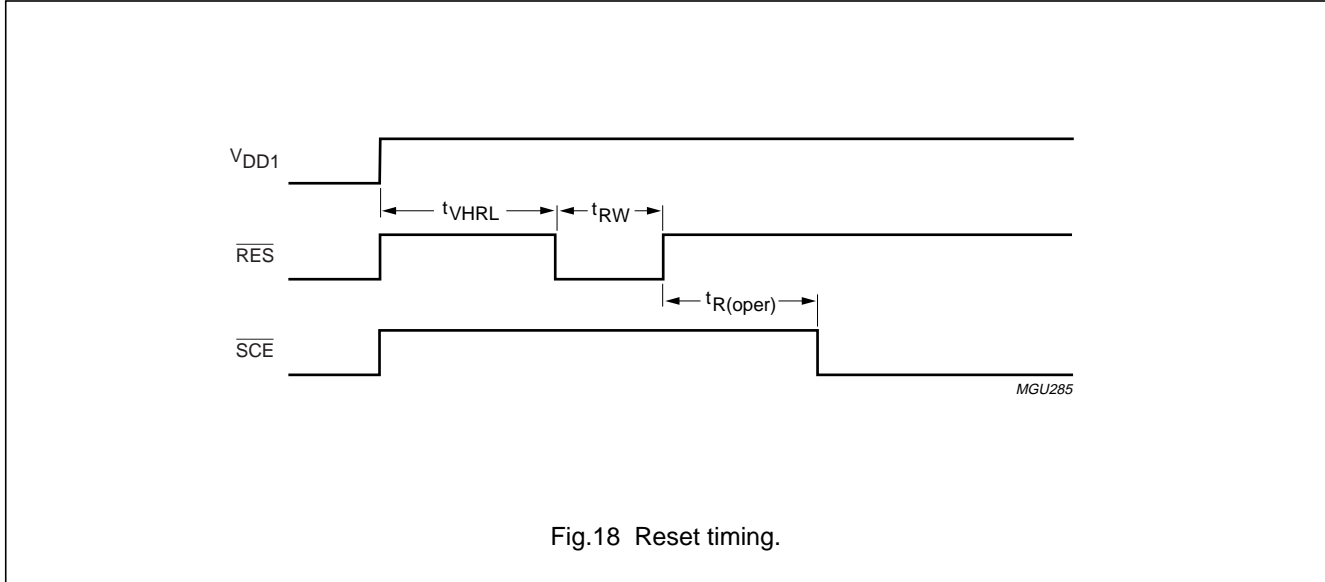 VDD1
tVHRL
tRW
RES
tR(oper)
SCE
MGU285
Fig.18 Reset timing.